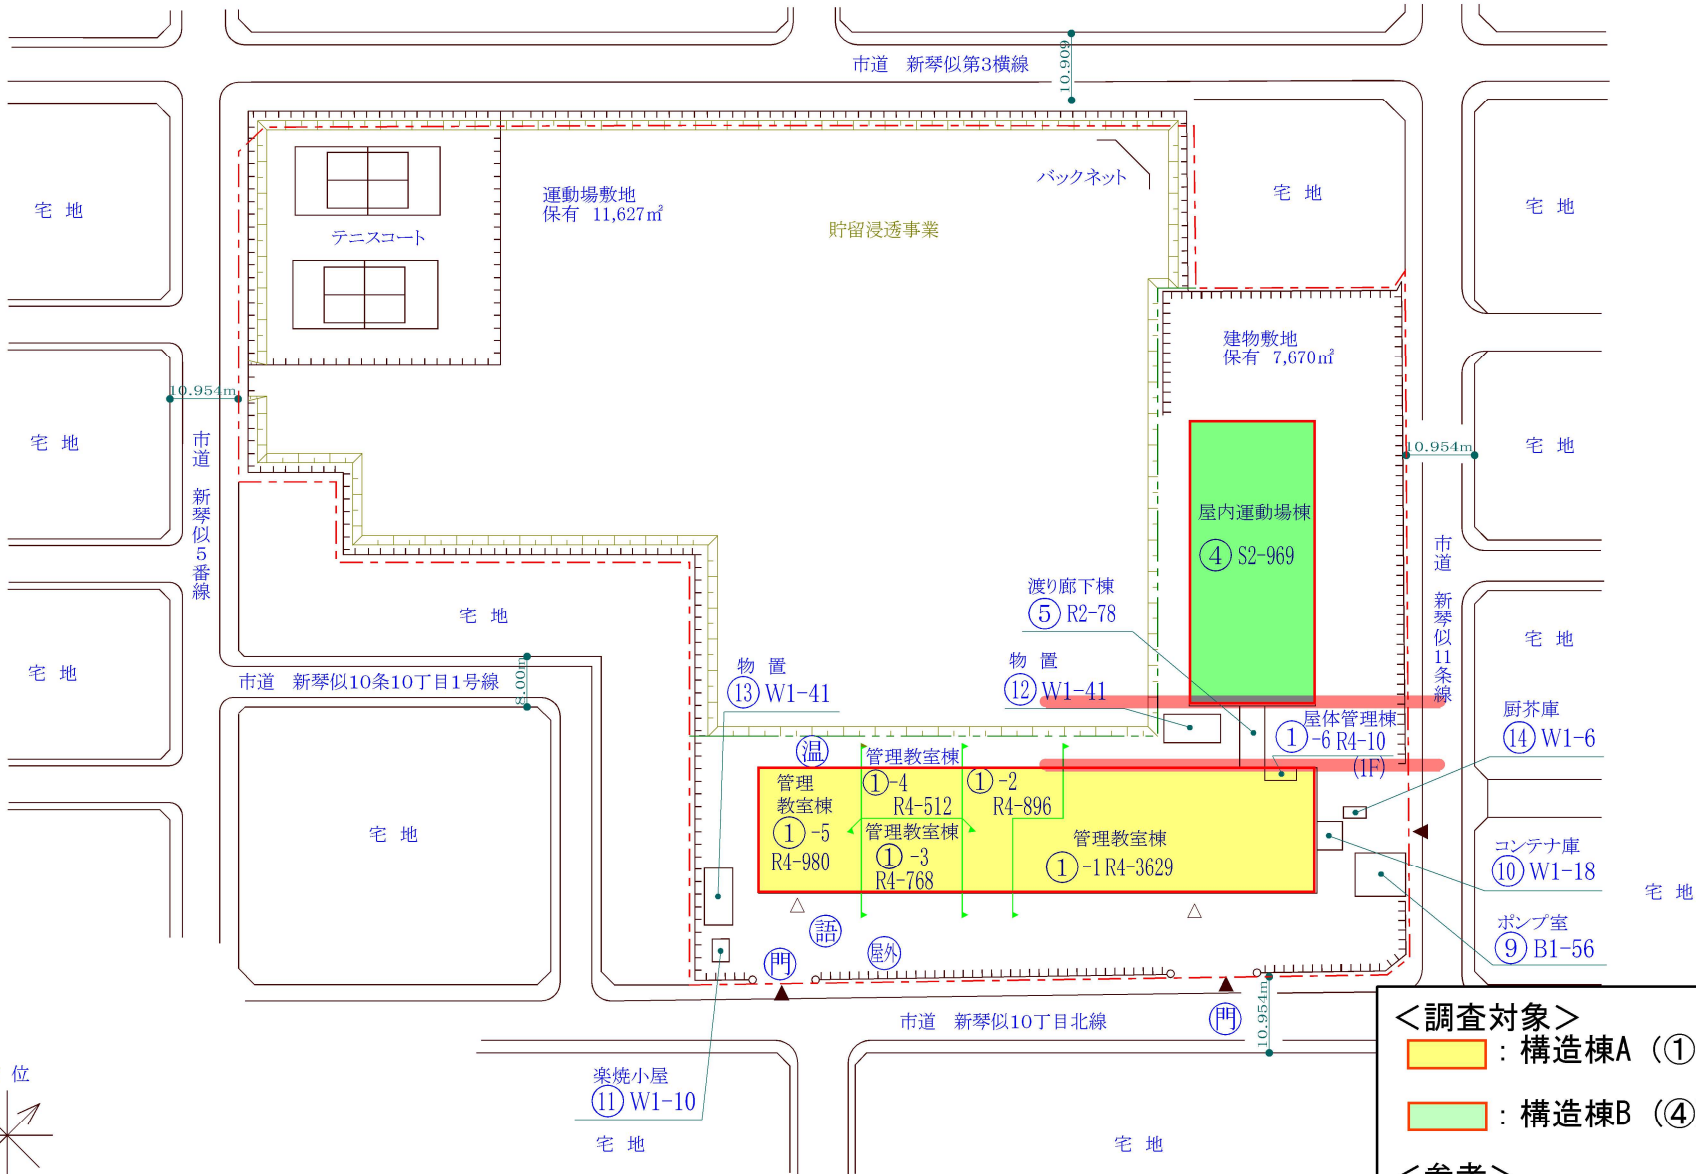 市道　新琴似第3横線
10.909
宅 地
運動場敷地
保有 11,627㎡
バックネット
宅 地
宅 地
テニスコート
貯留浸透事業
建物敷地
保有 7,670㎡
10.954m
宅 地
市道　新琴似5番線
10.954m
宅 地
屋内運動場棟
④ S2-969
市道　新琴似11条線
渡り廊下棟
⑤ R2-78
宅 地
宅 地
宅 地
市道　新琴似10条10丁目1号線
8.00m
物 置
⑬ W1-41
物 置
⑫ W1-41
屋体管理棟
①-6 R4-10
(1F)
厨芥庫
⑭ W1-6
温
管理
教室棟
①-5
R4-980
管理教室棟
①-4
R4-512
①-2
R4-896
管理教室棟
①-3
R4-768
管理教室棟
①-1 R4-3629
宅 地
コンテナ庫
⑩ W1-18
宅 地
ポンプ室
⑨ B1-56
語
屋外
門
門
10.954m
市道　新琴似10丁目北線
楽焼小屋
⑪ W1-10
宅 地
宅 地
位
＜調査対象＞
：構造棟A（①
：構造棟B（④
＜参考＞